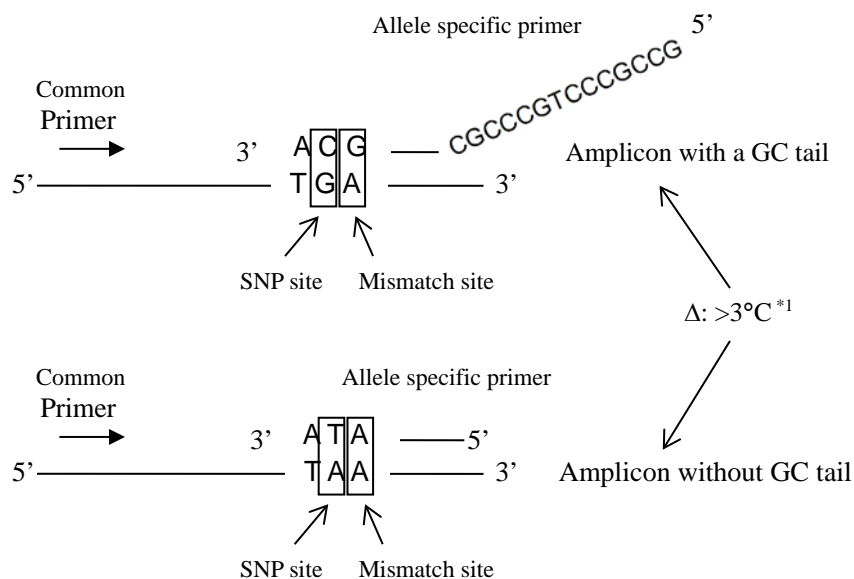 Allele specific primer
5’
CGCCCGTCCCGCCG
Common
Primer
3’ A C G
Amplicon with a GC tail
5’ T G A 3’
SNP site Mismatch site
Δ: >3°C *1
Common
Primer
Allele specific primer
3’ A T A 5’
5’ T A A 3’
Amplicon without GC tail
SNP site Mismatch site